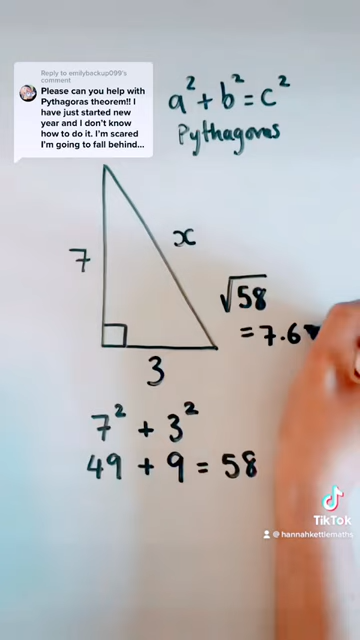 Reply to emilybackup099's
comment
Please can you help with
Pythagoras theorem!! I
have just started new
year and I don't know
how to do it. I'm scared
I'm going to fall behind...
a² + b² = c²
Pythagoras
7
x
√58
= 7.6
3
7² + 3²
49 + 9 = 58
TikTok
@hannahkettlemaths